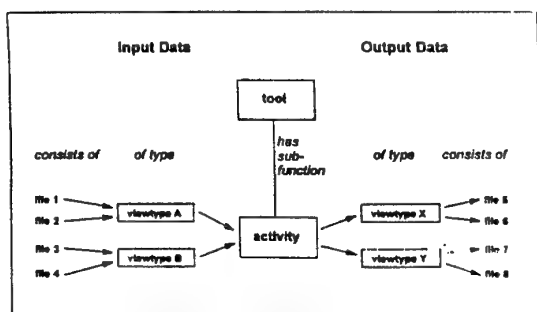 Input Data Output Data
tool
has
sub-
function
consists of of type of type consists of
file 1
file 2
viewtype A
file 3
file 4
viewtype B
activity
viewtype X
file 5
file 6
viewtype Y
file 7
file 8